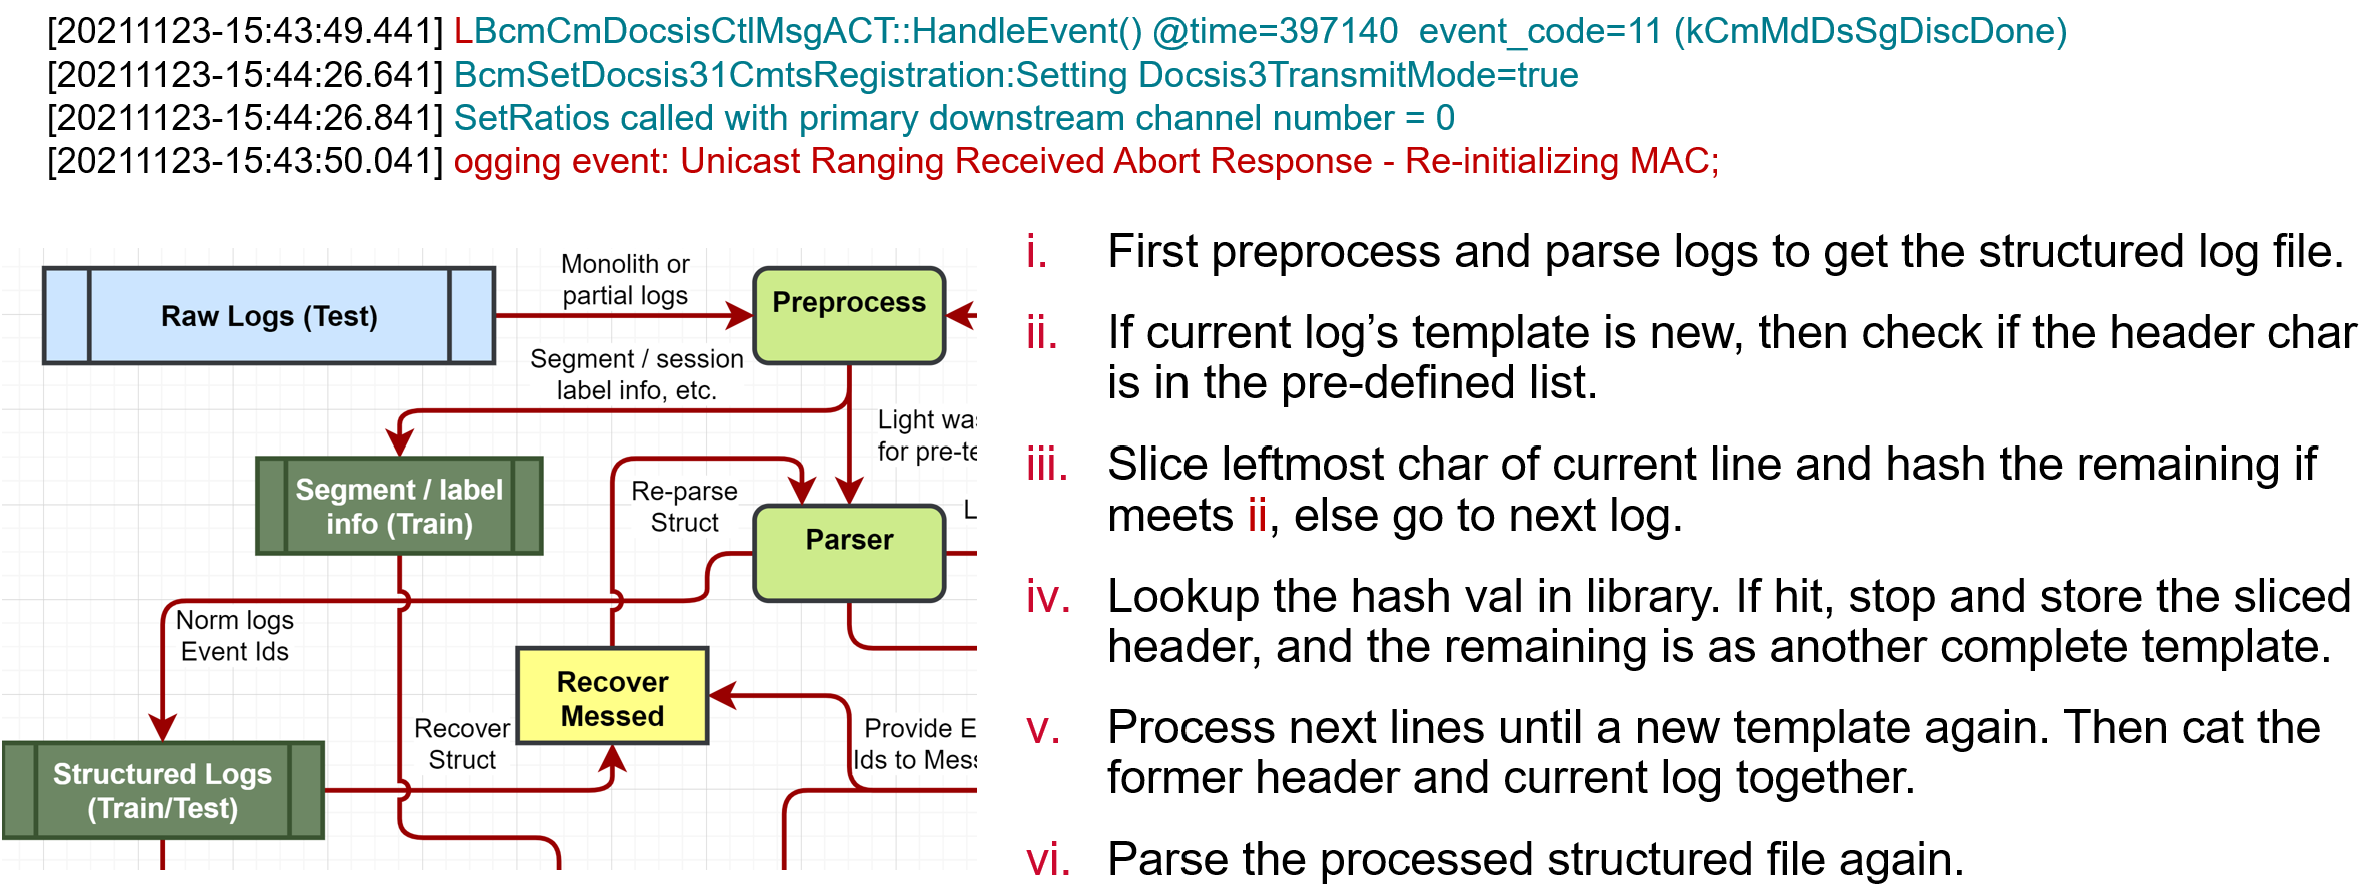 [20211123-15:43:49.441] LBcmCmDocsisCtlMsgACT::HandleEvent() @time=397140  event_code=11 (kCmMdDsSgDiscDone)
[20211123-15:44:26.641] BcmSetDocsis31CmtsRegistration:Setting Docsis3TransmitMode=true
[20211123-15:44:26.841] SetRatios called with primary downstream channel number = 0
[20211123-15:43:50.041] ogging event: Unicast Ranging Received Abort Response - Re-initializing MAC;
Monolith or
partial logs
Raw Logs (Test)
Preprocess
Segment / session
label info, etc.
Light
for
Segment / label
info (Train)
Re-parse
Struct
L
Parser
Norm logs
Event Ids
Recover
Messed
Recover
Struct
Provide E
Ids to Mess
Structured Logs
(Train/Test)
i. First preprocess and parse logs to get the structured log file.
ii. If current log’s template is new, then check if the header char
is in the pre-defined list.
iii. Slice leftmost char of current line and hash the remaining if
meets ii, else go to next log.
iv. Lookup the hash val in library. If hit, stop and store the sliced
header, and the remaining is as another complete template.
v. Process next lines until a new template again. Then cat the
former header and current log together.
vi. Parse the processed structured file again.